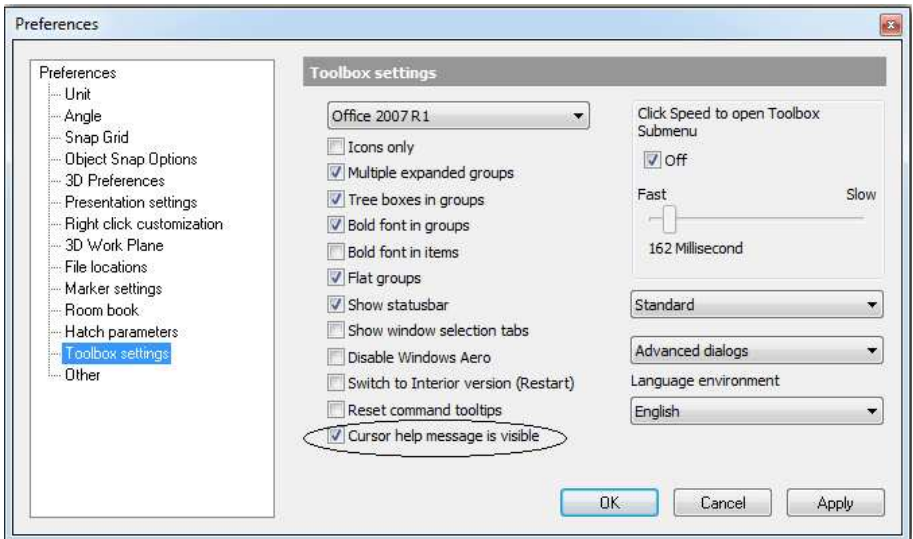 Preferences
Preferences
Unit
Angle
Snap Grid
Object Snap Options
3D Preferences
Presentation settings
Right click customization
3D Work Plane
File locations
Marker settings
Room book
Hatch parameters
Toolbox settings
Other
Toolbox settings
Office 2007 R1
Icons only
Multiple expanded groups
Tree boxes in groups
Bold font in groups
Bold font in items
Flat groups
Show statusbar
Show window selection tabs
Disable Windows Aero
Switch to Interior version (Restart)
Reset command tooltips
Cursor help message is visible
Click Speed to open Toolbox
Submenu
Off
Fast Slow
162 Millisecond
Standard
Advanced dialogs
Language environment
English
OK Cancel Apply